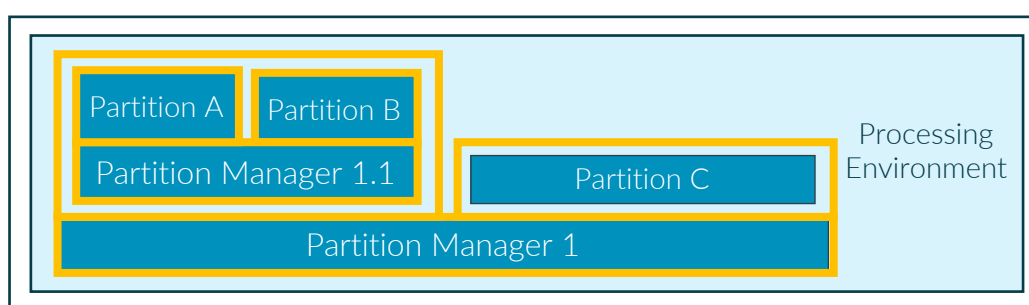 Partition A
Partition B
Partition Manager 1.1
Partition C
Processing
Environment
Partition Manager 1